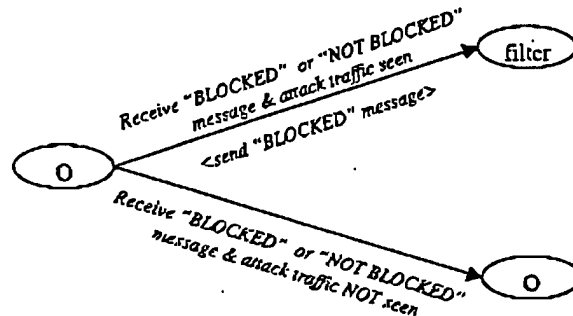 Receive "BLOCKED" or "NOT BLOCKED"
message & attack traffic seen
filter
<send "BLOCKED" message>
O
Receive "BLOCKED" or "NOT BLOCKED"
message & attack traffic NOT seen
O